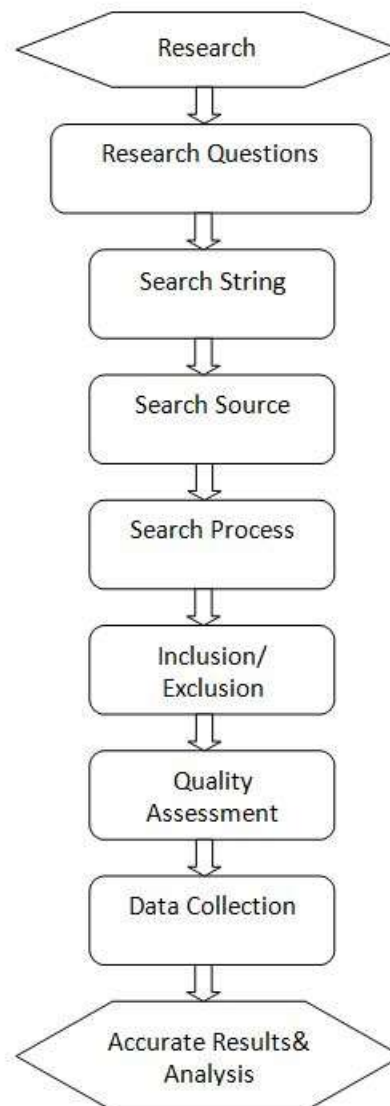 Research
Research Questions
Search String
Search Source
Search Process
Inclusion/
Exclusion
Quality
Assessment
Data Collection
Accurate Results&
Analysis